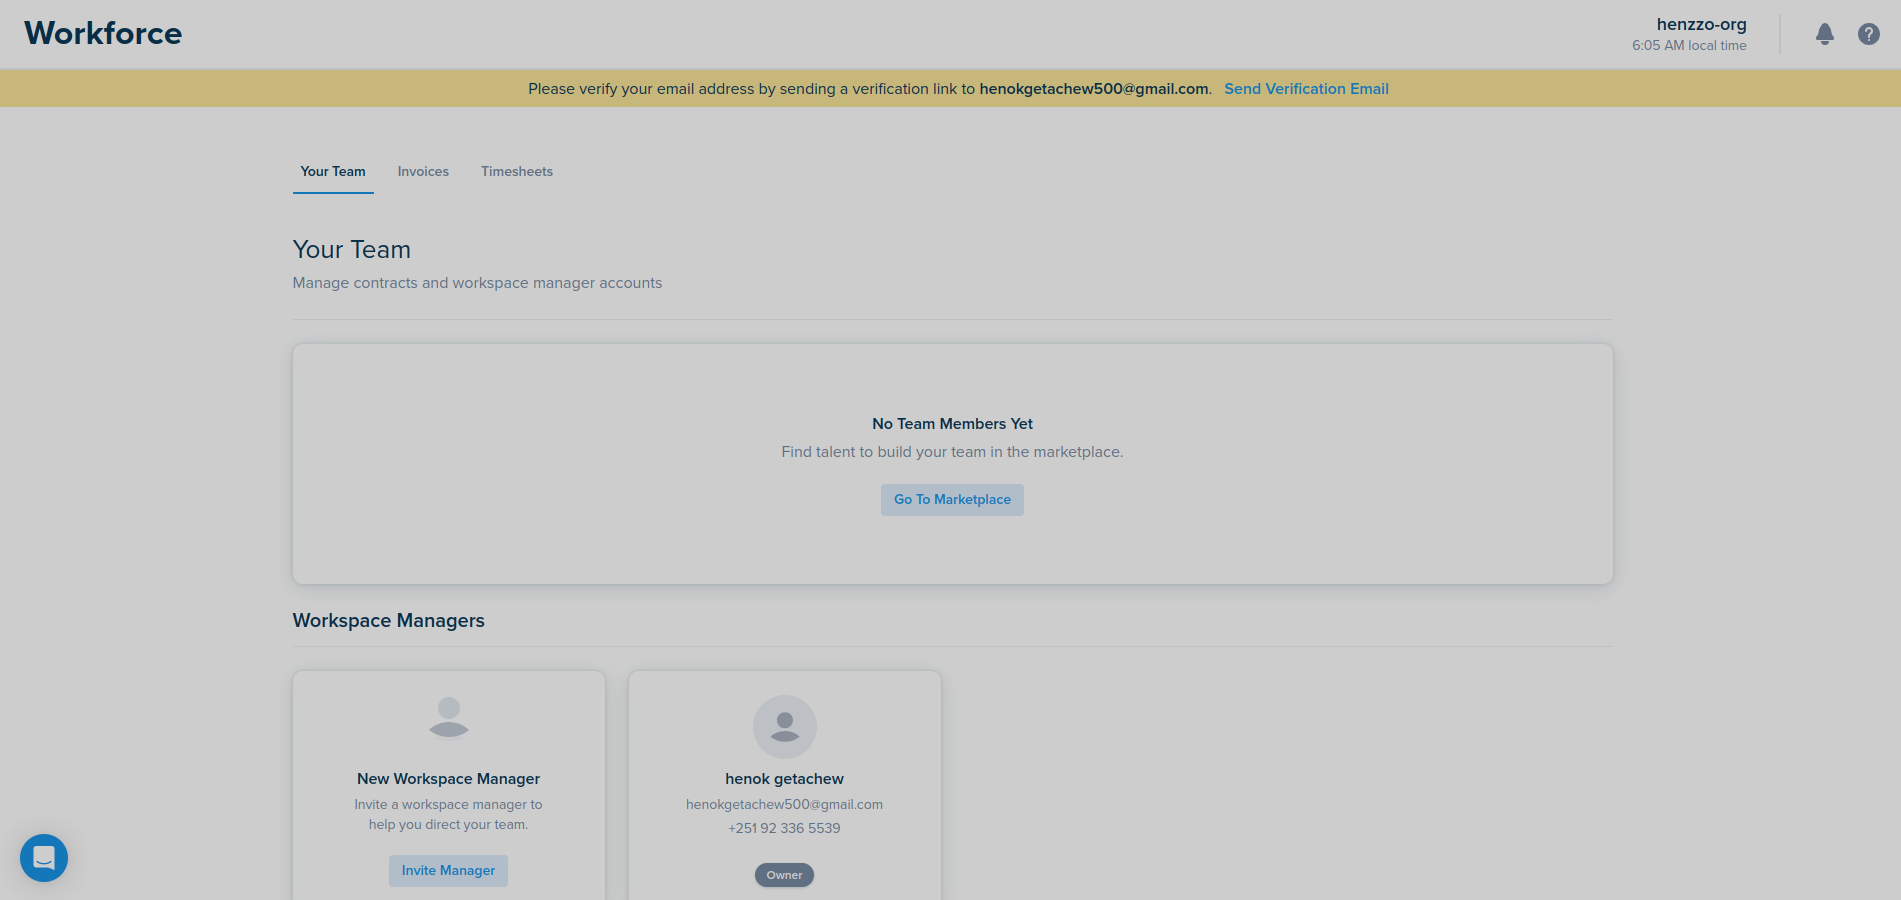 Workforce
henzzo-org
6:05 AM local time
Please verify your email address by sending a verification link to henokgetachew500@gmail.com. Send Verification Email
Your Team Invoices Timesheets
Your Team
Manage contracts and workspace manager accounts
No Team Members Yet
Find talent to build your team in the marketplace.
Go To Marketplace
Workspace Managers
New Workspace Manager
Invite a workspace manager to
help you direct your team.
Invite Manager
henok getachew
henokgetachew500@gmail.com
+251 92 336 5539
Owner